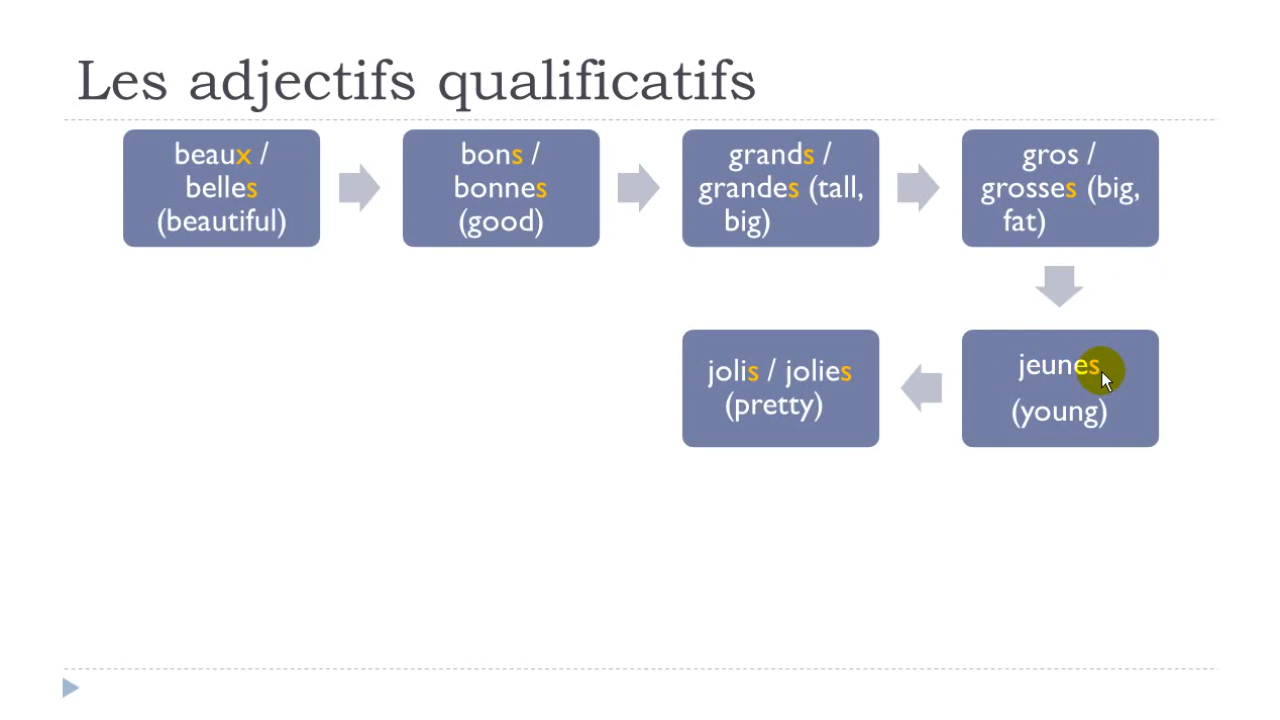 Les adjectifs qualificatifs
beaux /
belles
(beautiful)
bons /
bonnes
(good)
grands /
grandes (tall,
big)
gros /
grosses (big,
fat)
jeunes
(young)
jolis / jolies
(pretty)